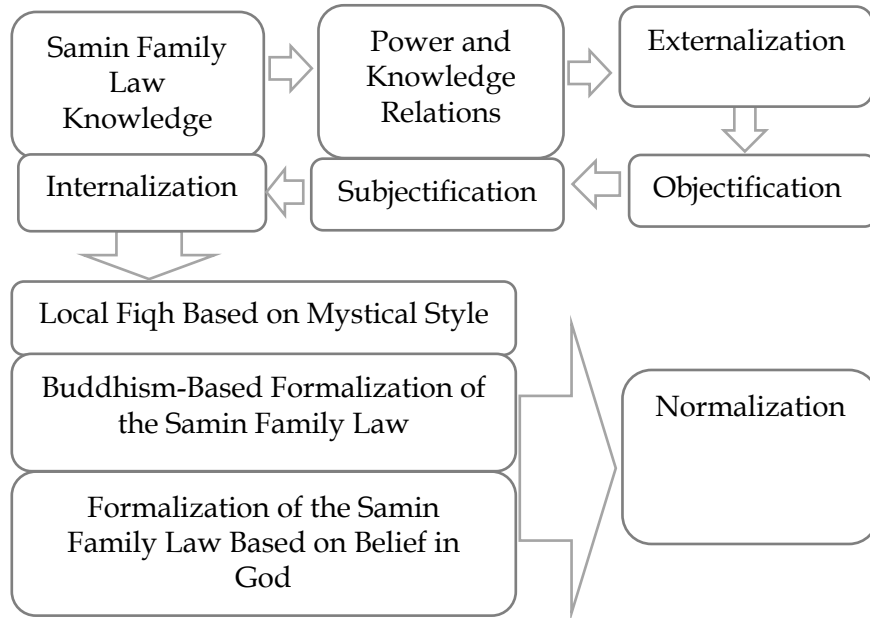 Samin Family
Law
Knowledge
Power and
Knowledge
Relations
Externalization
Internalization
Subjectification
Objectification
Local Fiqh Based on Mystical Style
Buddhism-Based Formalization of
the Samin Family Law
Formalization of the Samin
Family Law Based on Belief in
God
Normalization